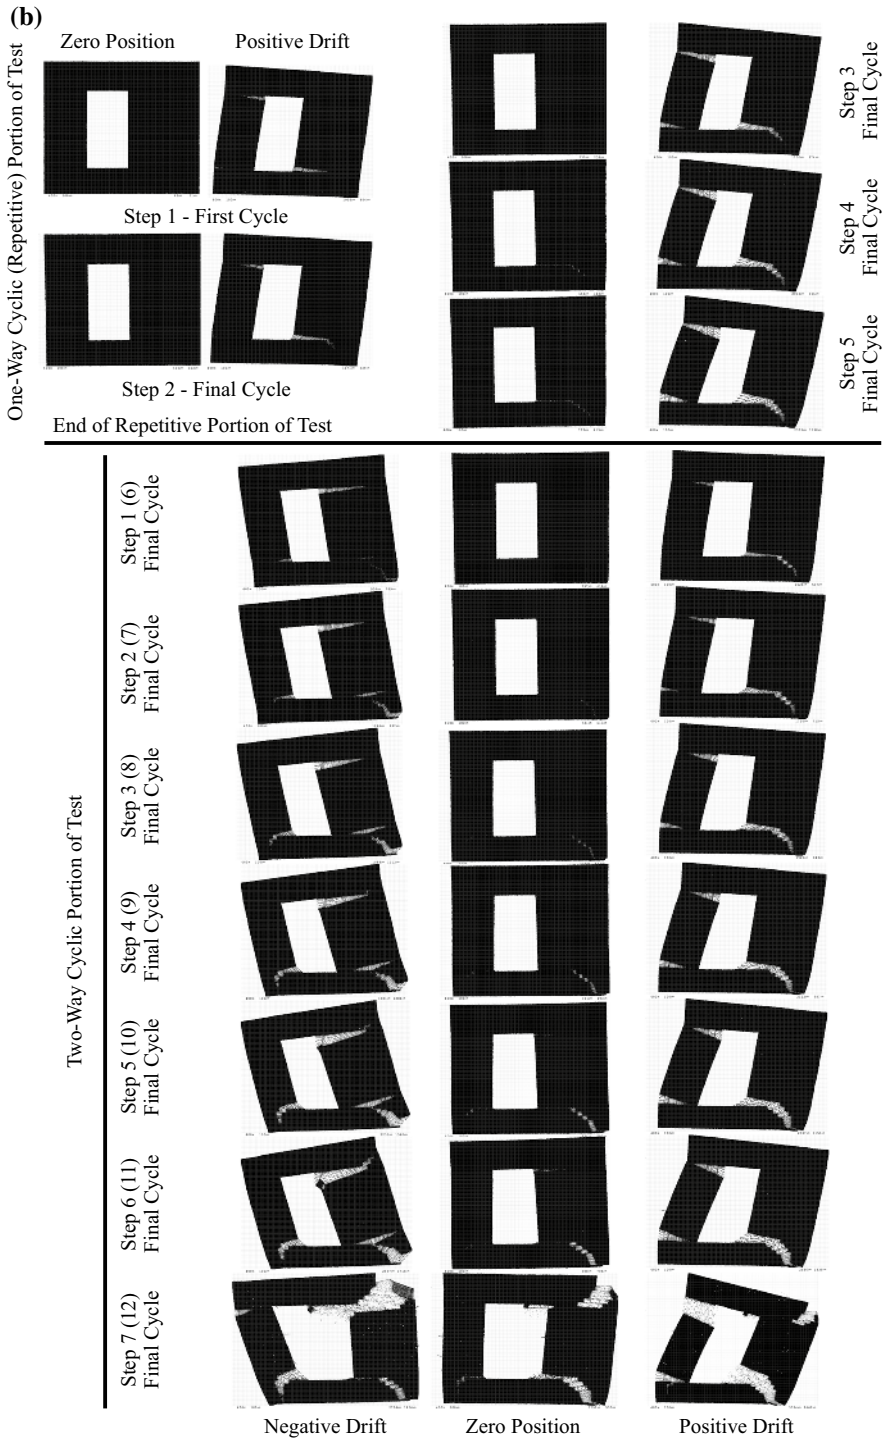 (b)
One-Way Cyclic (Repetitive) Portion of Test
Zero Position
Positive Drift
Step 1 - First Cycle
Step 2 - Final Cycle
Step 3
Final Cycle
Step 4
Final Cycle
Step 5
Final Cycle
End of Repetitive Portion of Test
Two-Way Cyclic Portion of Test
Step 1 (6)
Final Cycle
Step 2 (7)
Final Cycle
Step 3 (8)
Final Cycle
Step 4 (9)
Final Cycle
Step 5 (10)
Final Cycle
Step 6 (11)
Final Cycle
Step 7 (12)
Final Cycle
Negative Drift
Zero Position
Positive Drift